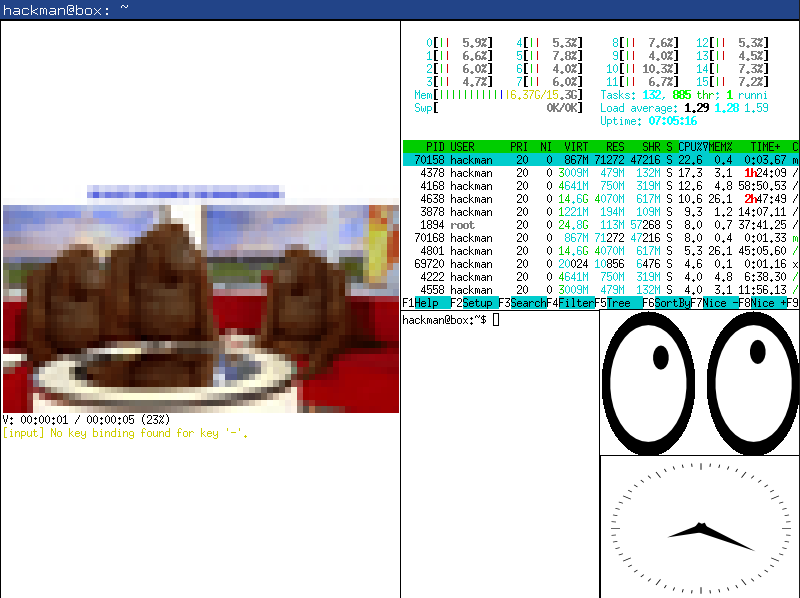 hackman@box: ~
V: 00:00:01 / 00:00:05 (23%)
[input] No key binding found for key '-'.
0[|| 5.9%] 4[|| 5.3%] 8[|| 7.6%] 12[|| 5.3%]
1[|| 6.6%] 5[|| 7.8%] 9[|| 4.0%] 13[|| 4.5%]
2[|| 6.0%] 6[|| 4.0%] 10[|| 10.3%] 14[| 7.3%]
3[|| 4.7%] 7[|| 6.0%] 11[|| 6.7%] 15[|| 7.2%]
Mem[|||||||||||6.37G/15.3G] Tasks: 132, 885 thr; 1 runni
Swp[ 0K/0K] Load average: 1.29 1.28 1.59
Uptime: 07:05:16
PID USER PRI NI VIRT RES SHR S CPU%▽MEM% TIME+ C
70158 hackman 20 0 867M 71272 47216 S 22.6 0.4 0:03.67 m
4378 hackman 20 0 3009M 479M 132M S 17.3 3.1 1h24:09 /
4168 hackman 20 0 4641M 750M 319M S 12.6 4.8 58:50.53 /
4638 hackman 20 0 14.6G 4070M 617M S 10.6 26.1 2h47:49 /
3878 hackman 20 0 1221M 194M 109M S 9.3 1.2 14:07.11 /
1894 root 20 0 24.8G 113M 57268 S 8.0 0.7 37:41.25 /
70168 hackman 20 0 867M 71272 47216 S 8.0 0.4 0:01.33 m
4801 hackman 20 0 14.6G 4070M 617M S 5.3 26.1 45:05.60 /
69720 hackman 20 0 20024 10856 6476 S 4.6 0.1 0:01.16 x
4222 hackman 20 0 4641M 750M 319M S 4.0 4.8 6:38.30 /
4558 hackman 20 0 3009M 479M 132M S 4.0 3.1 11:56.13 /
F1Help F2Setup F3SearchF4FilterF5Tree F6SortByF7Nice -F8Nice +F9
hackman@box:~$